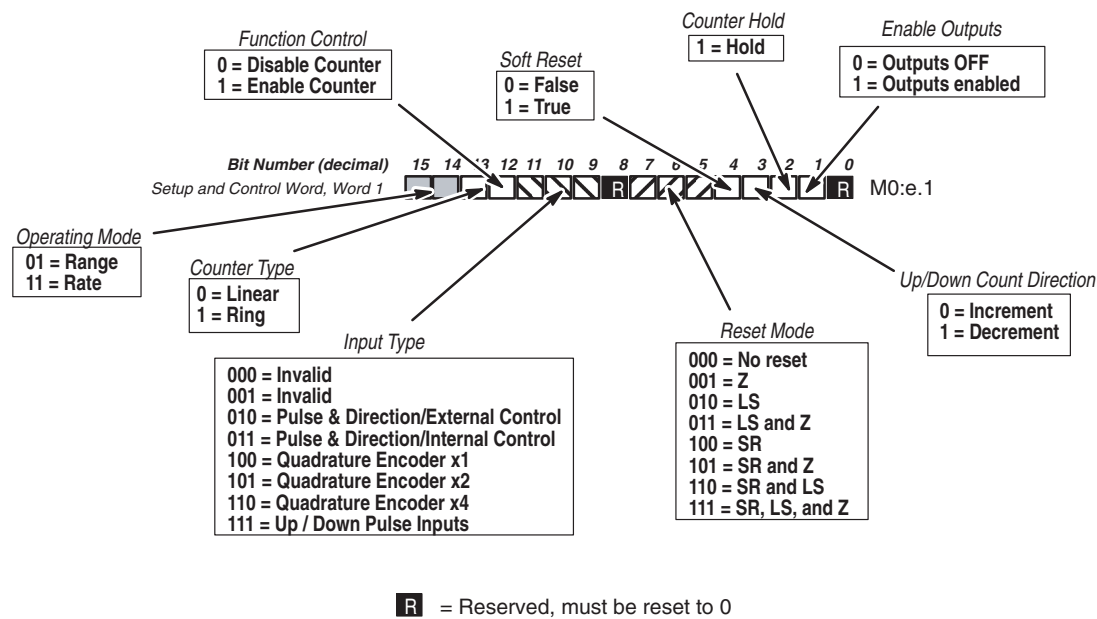 Counter Hold
1 = Hold
Enable Outputs
0 = Outputs OFF
1 = Outputs enabled
Function Control
0 = Disable Counter
1 = Enable Counter
Soft Reset
0 = False
1 = True
Bit Number (decimal) 15 14 13 12 11 10 9 8 7 6 5 4 3 2 1 0
Setup and Control Word, Word 1 R R M0:e.1
Operating Mode
01 = Range
11 = Rate
Counter Type
0 = Linear
1 = Ring
Up/Down Count Direction
0 = Increment
1 = Decrement
Input Type
000 = Invalid
001 = Invalid
010 = Pulse & Direction/External Control
011 = Pulse & Direction/Internal Control
100 = Quadrature Encoder x1
101 = Quadrature Encoder x2
110 = Quadrature Encoder x4
111 = Up / Down Pulse Inputs
Reset Mode
000 = No reset
001 = Z
010 = LS
011 = LS and Z
100 = SR
101 = SR and Z
110 = SR and LS
111 = SR, LS, and Z
R = Reserved, must be reset to 0